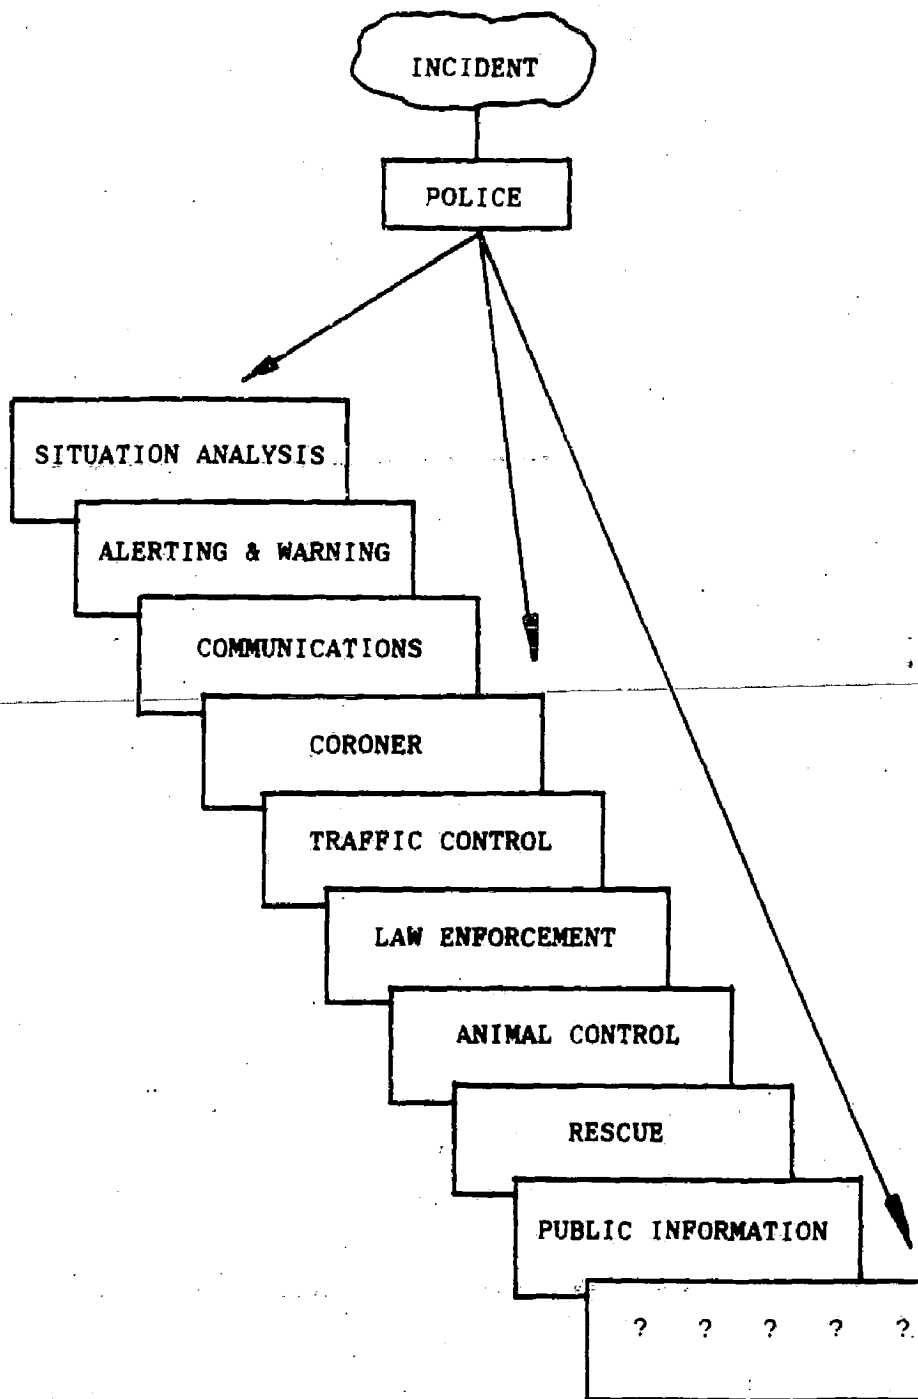 INCIDENT
POLICE
SITUATION ANALYSIS
ALERTING & WARNING
COMMUNICATIONS
CORONER
TRAFFIC CONTROL
LAW ENFORCEMENT
ANIMAL CONTROL
RESCUE
PUBLIC INFORMATION
? ? ? ? ?